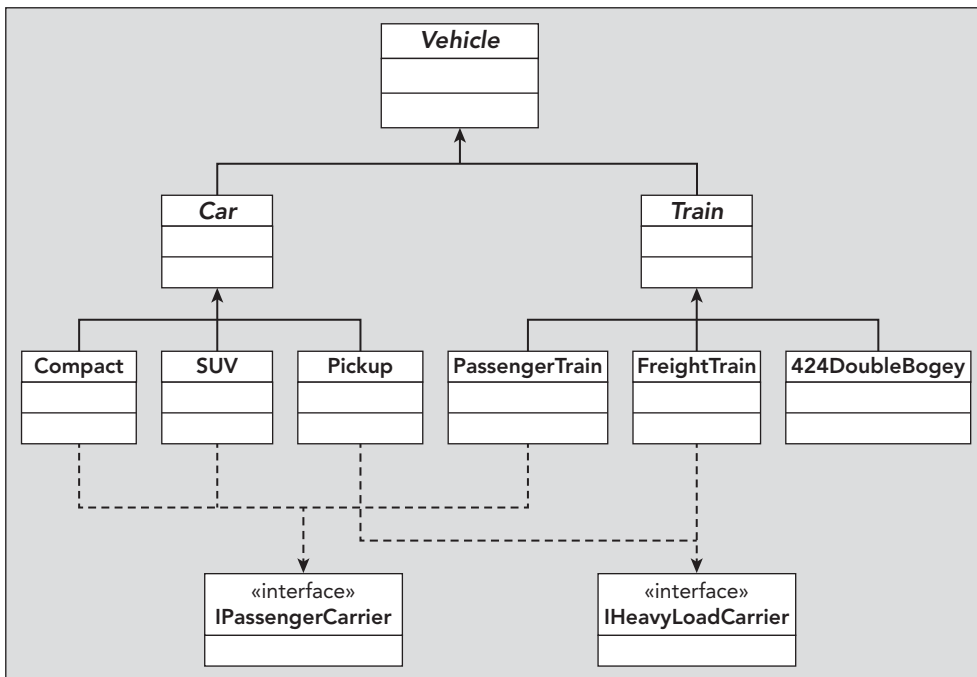 Vehicle
Car
Train
Compact
SUV
Pickup
PassengerTrain
FreightTrain
424DoubleBogey
«interface»
IPassengerCarrier
«interface»
IHeavyLoadCarrier